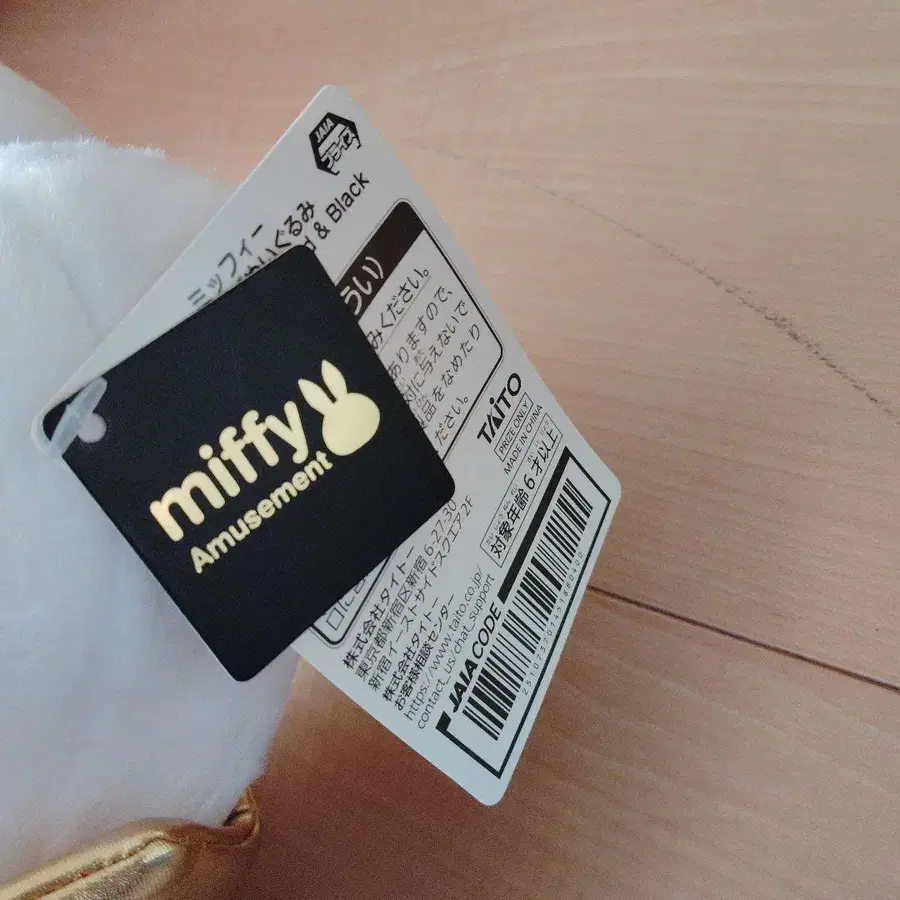 miffy
Amusement
JAIA
ミッフィー
ぬいぐるみ
& Black
うい)
みください。
ありますので、
対に与えないで
品をなめたり
ださい。
TAITO
PRIZE ONLY
MADE IN CHINA
対象年齢6才以上
株式会社タイトー
東京都新宿区新宿6-27-30
新宿イーストサイドスクエア2F
株式会社タイトー
お客様相談センター
https://www.taito.co.jp/
contact_us/chat_support
JAIA CODE